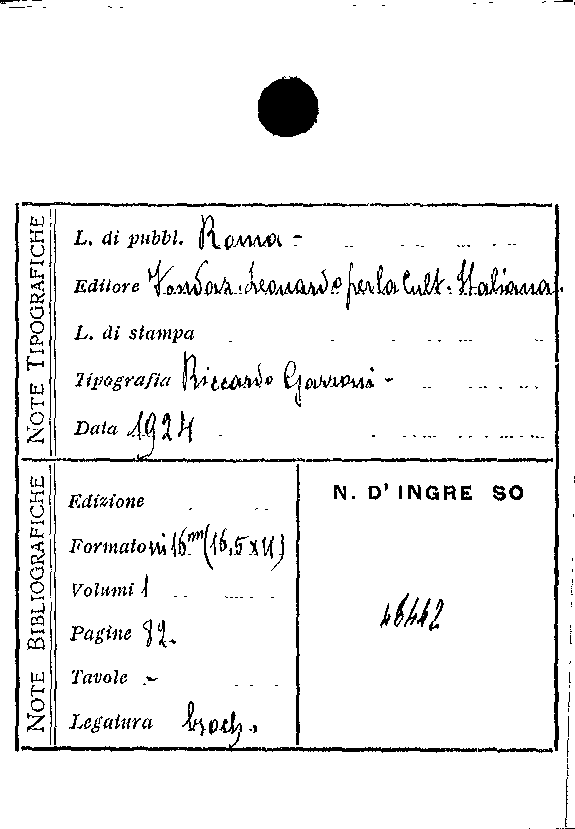 NOTE TIPOGRAFICHE
L. di pubbl. Roma -
Editore Fondaz. Leonardo per la Cult. Italiana.
L. di stampa
Tipografia Riccardo Garroni -
Data 1924
NOTE BIBLIOGRAFICHE
Edizione
Formato in 16mo (16,5 x 11)
Volumi 1
Pagine 82.
Tavole -
Legatura broch.
N. D' INGRE SO
46442